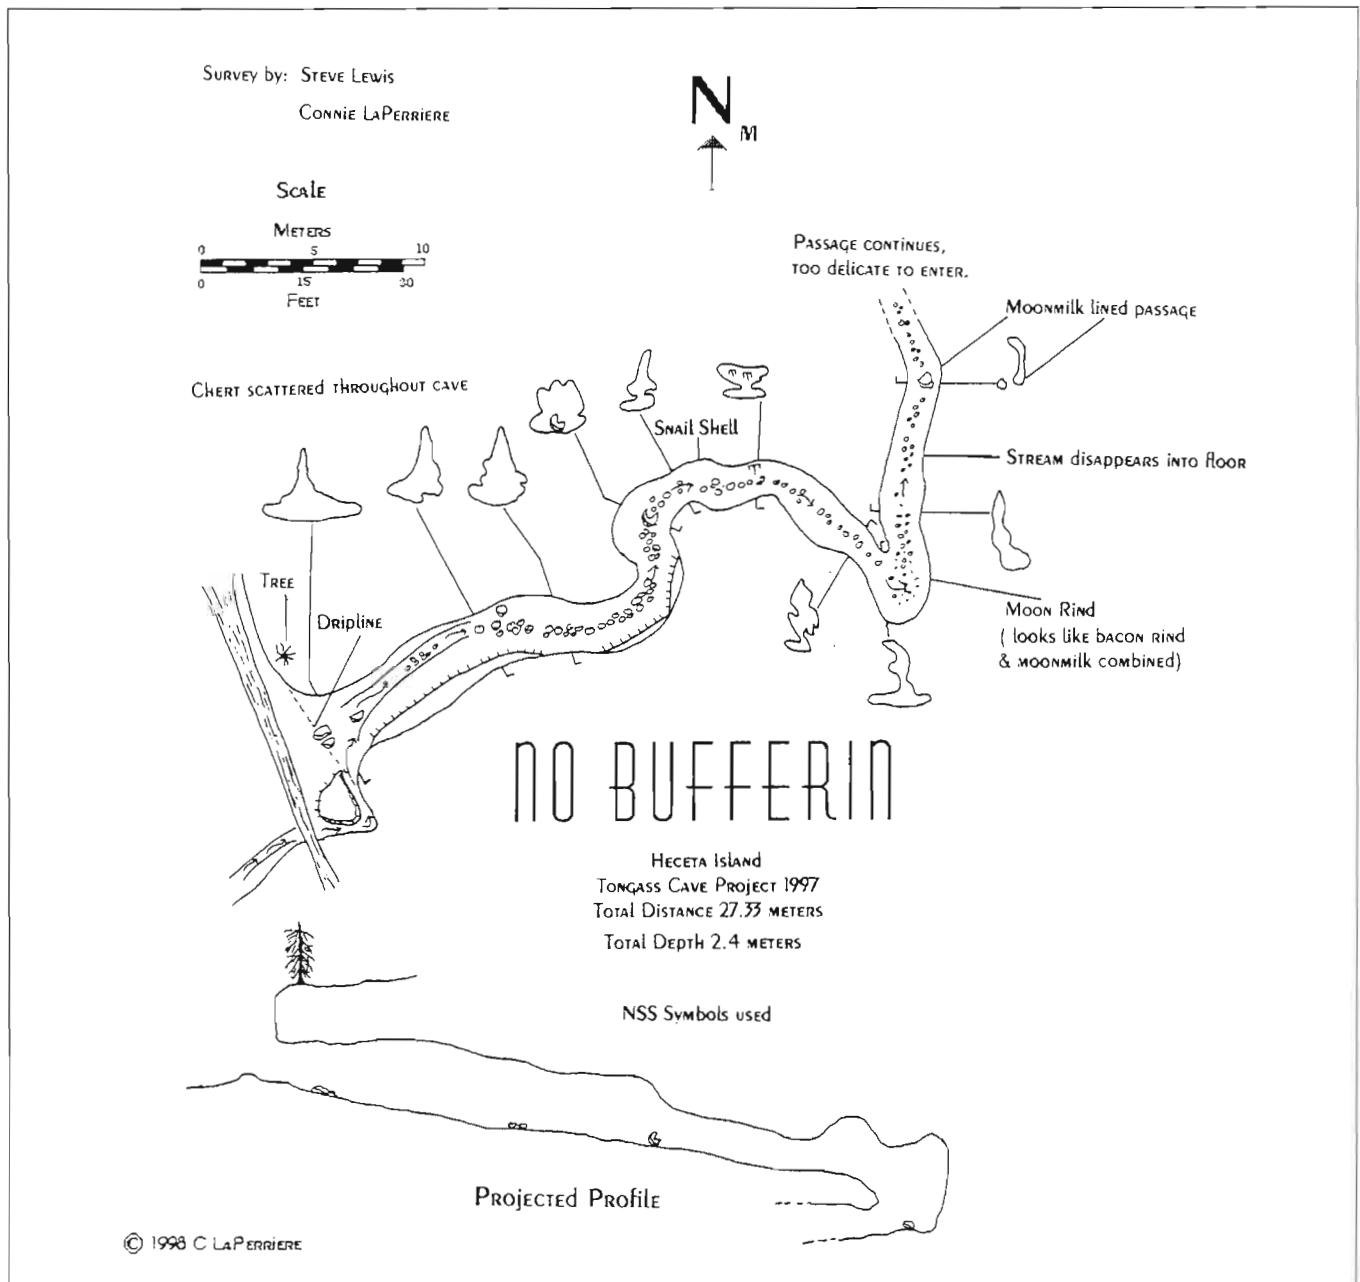 Survey by: Steve Lewis
Connie LaPerriere
N
M
Scale
Meters
0 5 10
0 15 30
Feet
Passage continues,
too delicate to enter.
Moonmilk lined passage
Chert scattered throughout cave
Snail Shell
Stream disappears into floor
Tree
Dripline
Moon Rind
( looks like bacon rind
& moonmilk combined)
NO BUFFERIN
Heceta Island
Tongass Cave Project 1997
Total Distance 27.33 meters
Total Depth 2.4 meters
NSS Symbols used
Projected Profile
© 1998 C LaPerriere